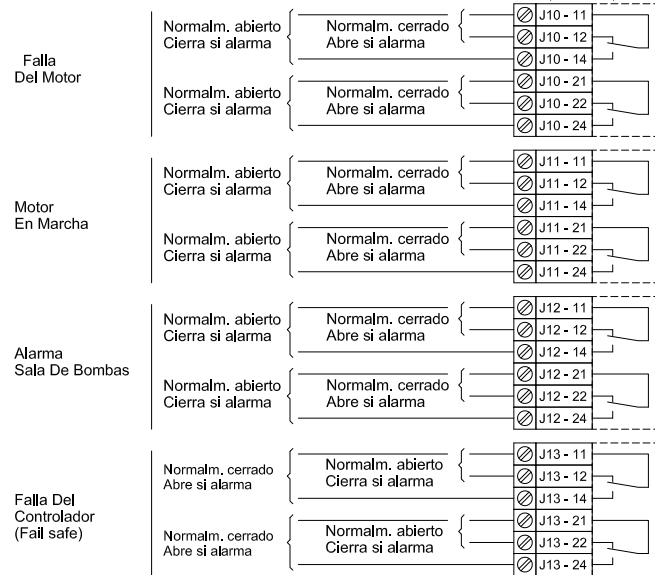 Falla
Del Motor
Normalm. abierto
Cierra si alarma
Normalm. cerrado
Abre si alarma
J10 - 11
J10 - 12
J10 - 14
Normalm. abierto
Cierra si alarma
Normalm. cerrado
Abre si alarma
J10 - 21
J10 - 22
J10 - 24
Motor
En Marcha
Normalm. abierto
Cierra si alarma
Normalm. cerrado
Abre si alarma
J11 - 11
J11 - 12
J11 - 14
Normalm. abierto
Cierra si alarma
Normalm. cerrado
Abre si alarma
J11 - 21
J11 - 22
J11 - 24
Alarma
Sala De Bombas
Normalm. abierto
Cierra si alarma
Normalm. cerrado
Abre si alarma
J12 - 11
J12 - 12
J12 - 14
Normalm. abierto
Cierra si alarma
Normalm. cerrado
Abre si alarma
J12 - 21
J12 - 22
J12 - 24
Falla Del
Controlador
(Fail safe)
Normalm. cerrado
Abre si alarma
Normalm. abierto
Cierra si alarma
J13 - 11
J13 - 12
J13 - 14
Normalm. cerrado
Abre si alarma
Normalm. abierto
Cierra si alarma
J13 - 21
J13 - 22
J13 - 24